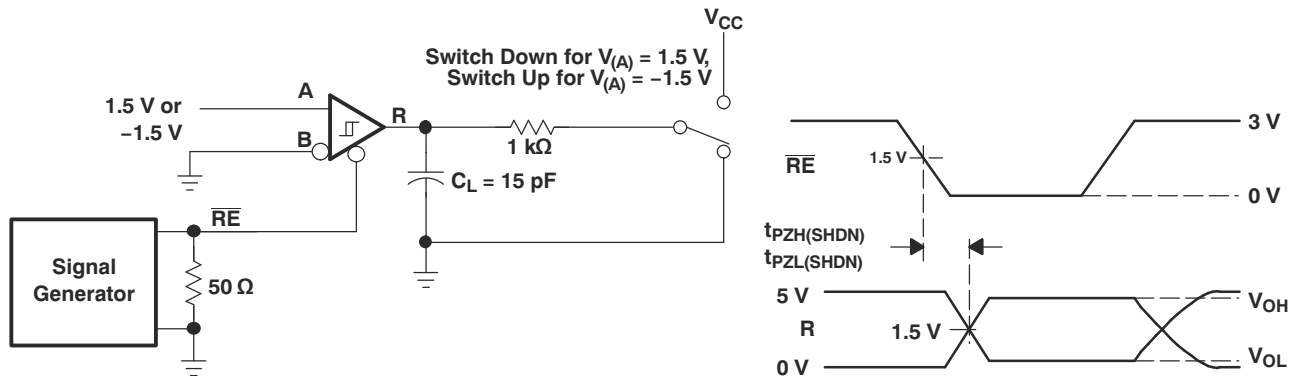 VCC
Switch Down for V(A) = 1.5 V,
Switch Up for V(A) = −1.5 V
A
1.5 V or
−1.5 V
R
B
1 kΩ
CL = 15 pF
RE
Signal
Generator
50 Ω
3 V
1.5 V
RE
0 V
tPZH(SHDN)
tPZL(SHDN)
5 V
VOH
R
1.5 V
0 V
VOL